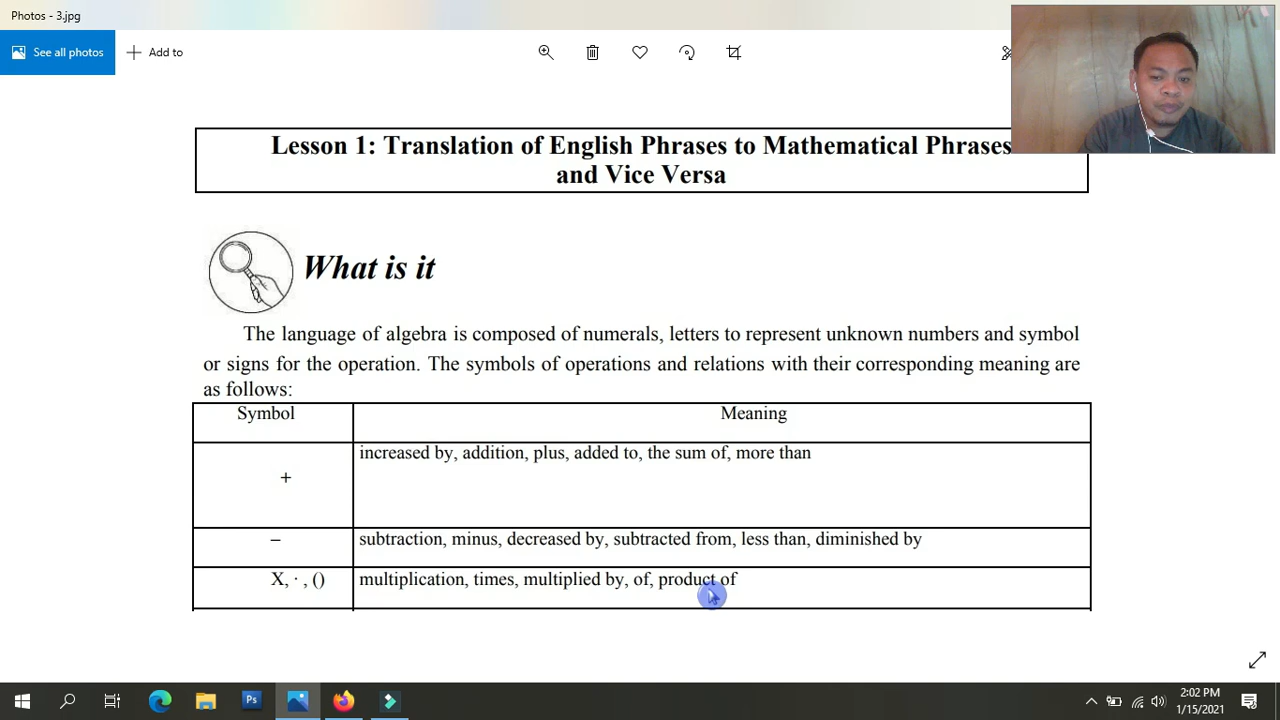 Photos - 3.jpg
See all photos
Add to
Lesson 1: Translation of English Phrases to Mathematical Phrases
and Vice Versa
What is it
The language of algebra is composed of numerals, letters to represent unknown numbers and symbol
or signs for the operation. The symbols of operations and relations with their corresponding meaning are
as follows:
Symbol Meaning
+ increased by, addition, plus, added to, the sum of, more than
− subtraction, minus, decreased by, subtracted from, less than, diminished by
X, · , () multiplication, times, multiplied by, of, product of
Ps
2:02 PM
1/15/2021